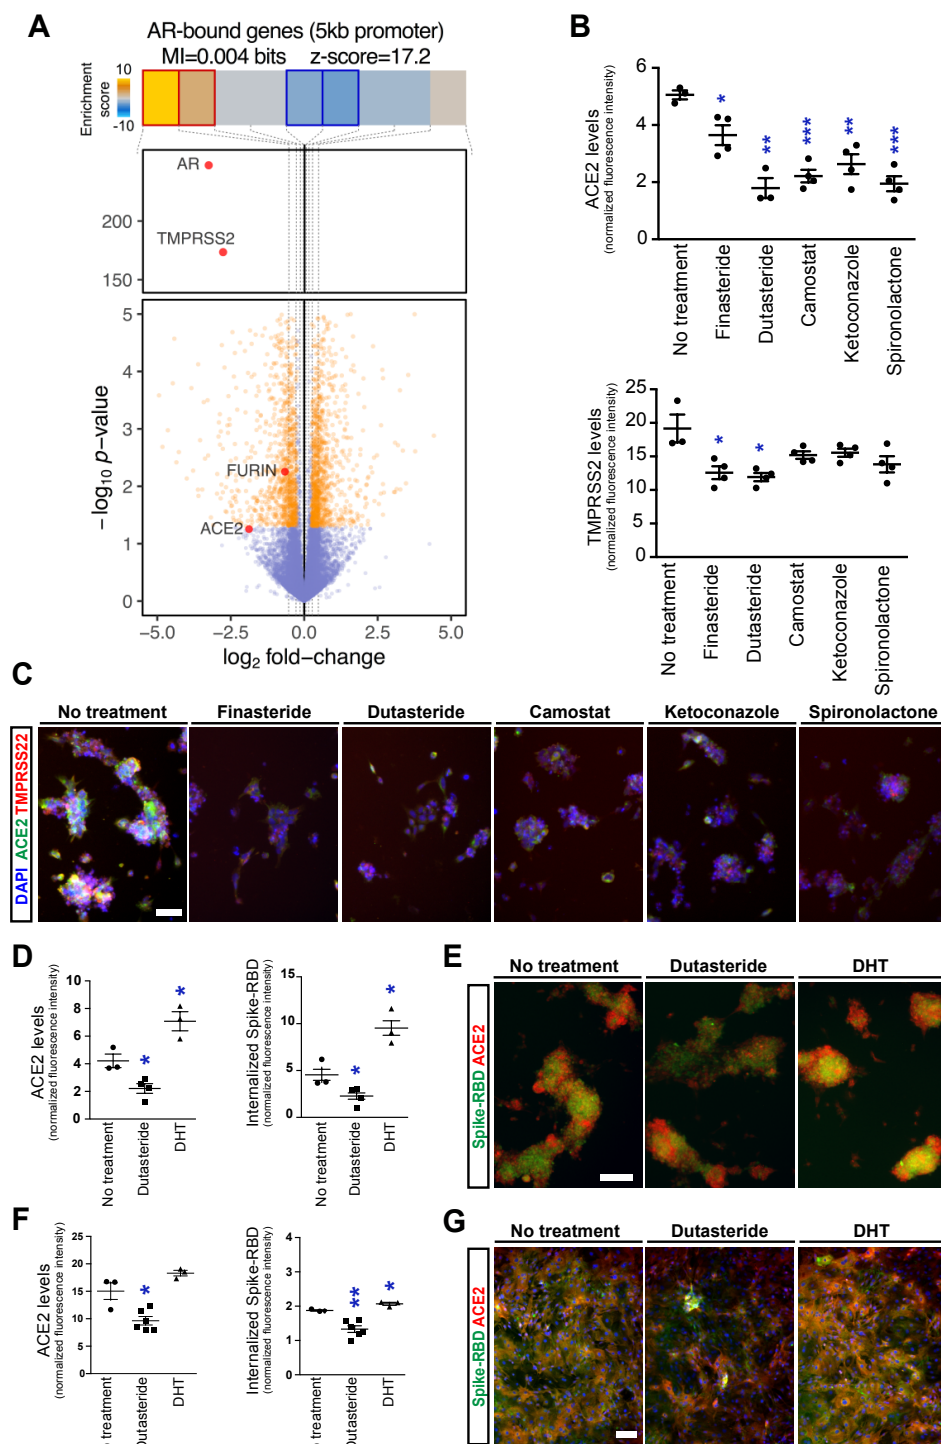 A
AR-bound genes (5kb promoter)
MI=0.004 bits z-score=17.2
Enrichment score
10
-10
AR
TMPRSS2
200
150
5
4
3
2
1
0
FURIN
ACE2
−log10 p−value
−5.0 −2.5 0.0 2.5 5.0
log2 fold−change
B
ACE2 levels
(normalized fluorescence intensity)
6
4
2
0
* ** *** ** ***
No treatment
Finasteride
Dutasteride
Camostat
Ketoconazole
Spironolactone
TMPRSS2 levels
(normalized fluorescence intensity)
25
20
15
10
5
0
* *
No treatment
Finasteride
Dutasteride
Camostat
Ketoconazole
Spironolactone
C
No treatment Finasteride Dutasteride Camostat Ketoconazole Spironolactone
DAPI ACE2 TMPRSS22
D
ACE2 levels
(normalized fluorescence intensity)
10
8
6
4
2
0
* *
No treatment
Dutasteride
DHT
Internalized Spike-RBD
(normalized fluorescence intensity)
15
10
5
0
* *
No treatment
Dutasteride
DHT
E
No treatment Dutasteride DHT
Spike-RBD ACE2
F
ACE2 levels
(normalized fluorescence intensity)
25
20
15
10
5
0
*
No treatment
Dutasteride
DHT
Internalized Spike-RBD
(normalized fluorescence intensity)
4
3
2
1
0
** *
No treatment
Dutasteride
DHT
G
No treatment Dutasteride DHT
Spike-RBD ACE2